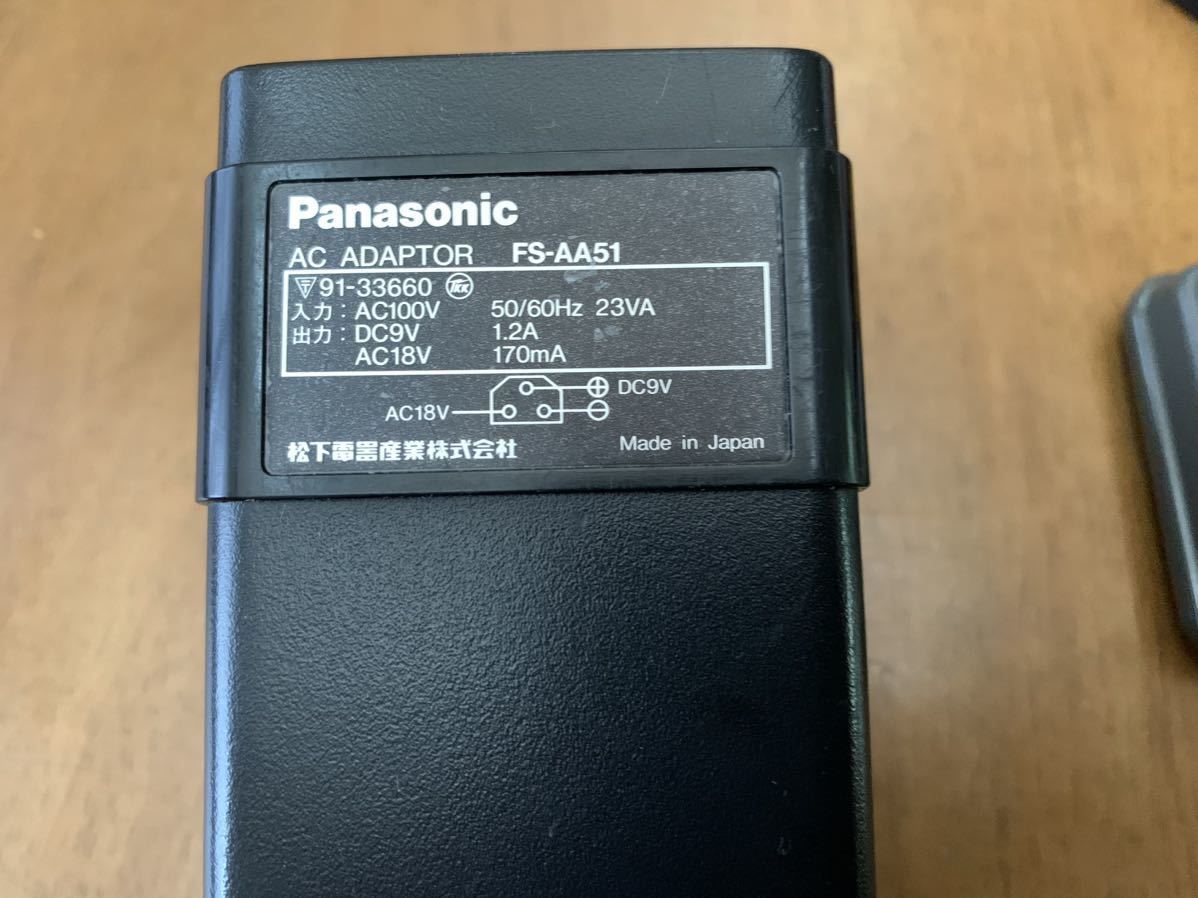 Panasonic
AC ADAPTOR FS-AA51
91-33660
入力: AC100V 50/60Hz 23VA
出力: DC9V 1.2A
AC18V 170mA
DC9V
AC18V
松下電器産業株式会社
Made in Japan